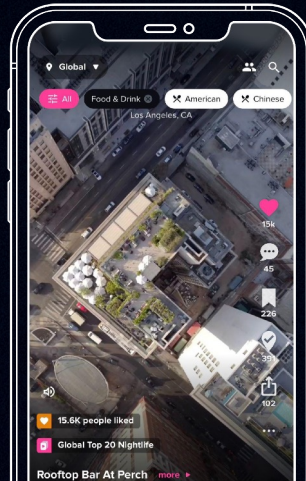 Global
All
Food & Drink
American
Chinese
Los Angeles, CA
15k
45
226
391
102
15.6K people liked
Global Top 20 Nightlife
Rooftop Bar At Perch more